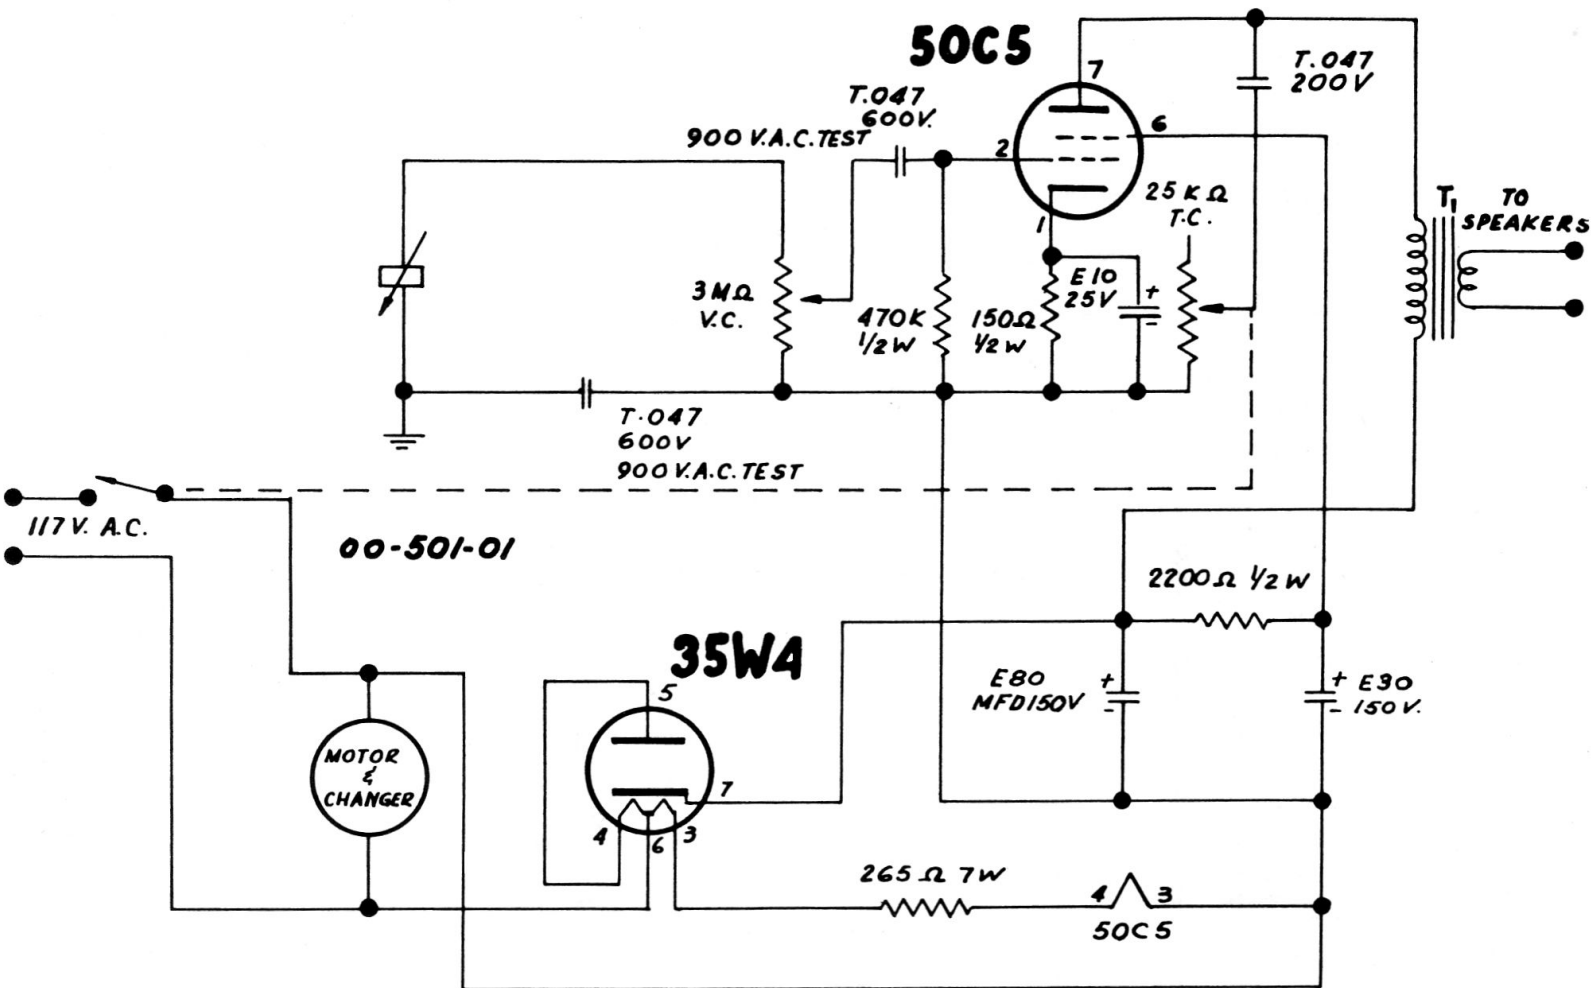 50C5
7
T.047
200V
T.047
600V.
900 V.A.C. TEST
6
2
25 K Ω
T.C.
1
T1
TO
SPEAKERS
3 MΩ
V.C.
470K
1/2 W
150Ω
1/2 W
E10
25V
+
-
T.047
600V
900 V.A.C. TEST
117 V. A.C.
00-501-01
2200Ω 1/2 W
35W4
5
E80
MFD150V
+
-
+
-
E30
150V.
MOTOR
&
CHANGER
7
4
6
3
265 Ω 7W
4
3
50C5